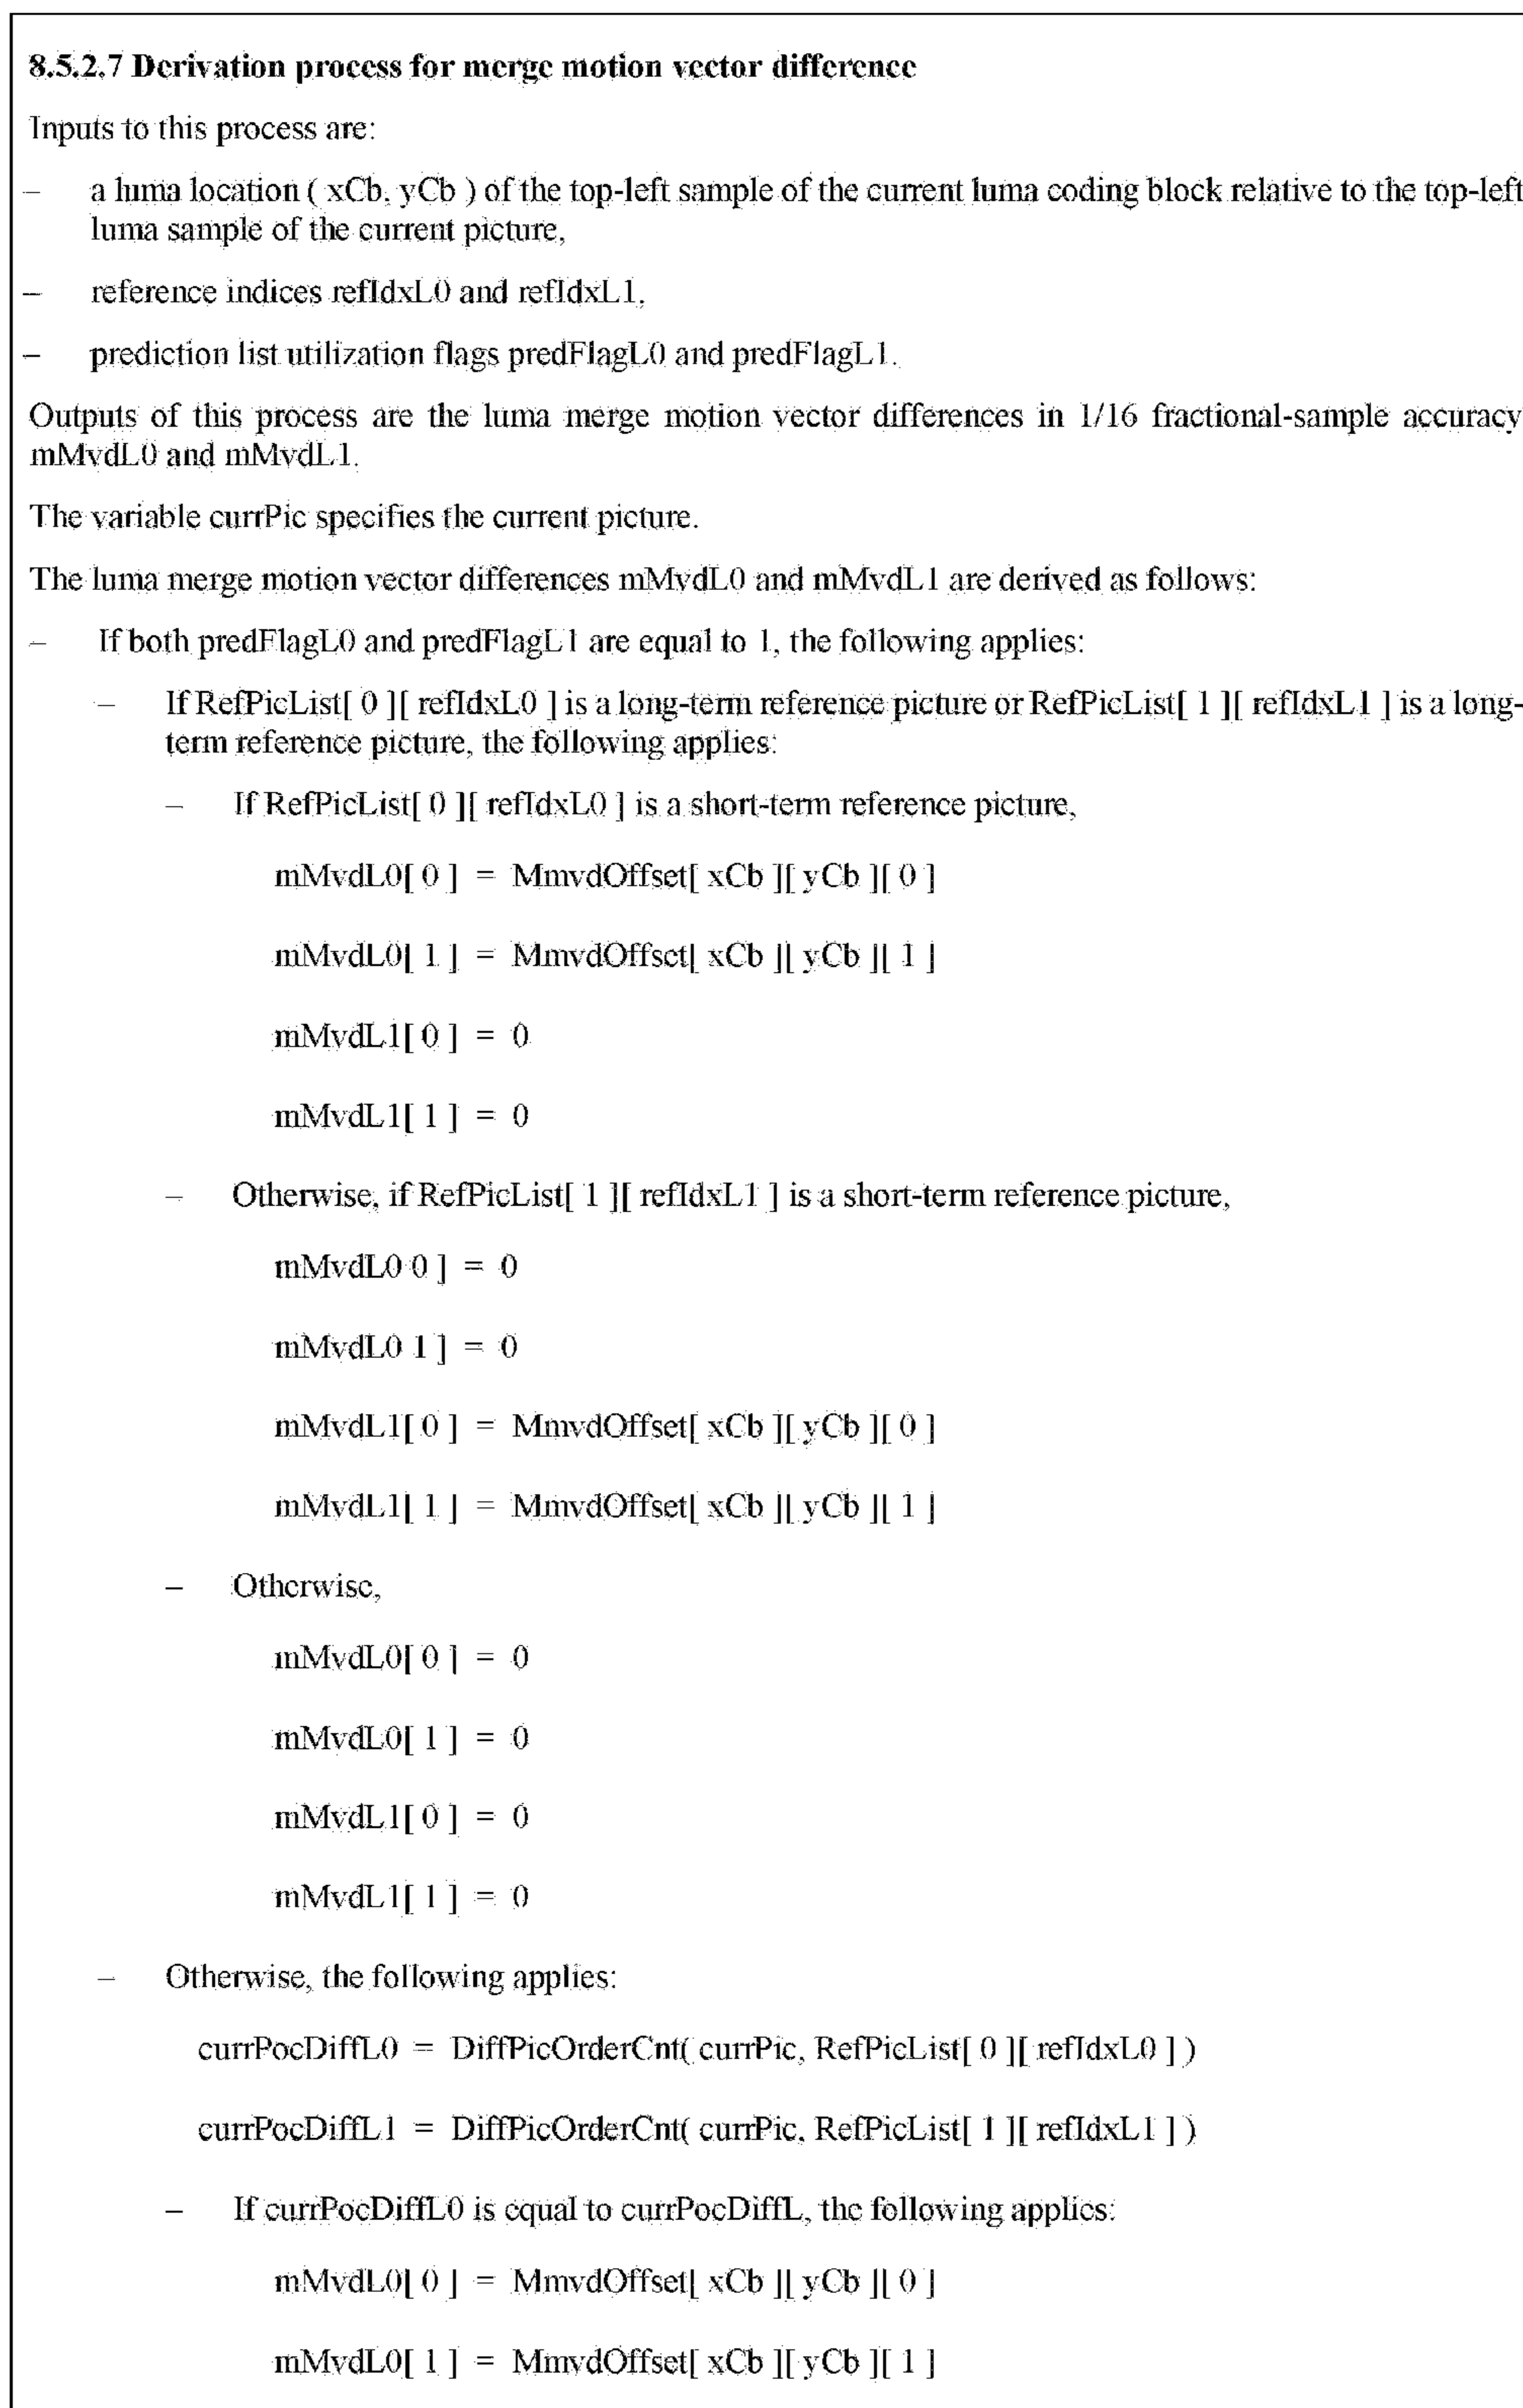 8.5.2.7 Derivation process for merge motion vector difference
Inputs to this process are:
– a luma location ( xCb, yCb ) of the top-left sample of the current luma coding block relative to the top-left
luma sample of the current picture,
– reference indices refIdxL0 and refIdxL1,
– prediction list utilization flags predFlagL0 and predFlagL1.
Outputs of this process are the luma merge motion vector differences in 1/16 fractional-sample accuracy
mMvdL0 and mMvdL1.
The variable currPic specifies the current picture.
The luma merge motion vector differences mMvdL0 and mMvdL1 are derived as follows:
– If both predFlagL0 and predFlagL1 are equal to 1, the following applies:
– If RefPicList[ 0 ][ refIdxL0 ] is a long-term reference picture or RefPicList[ 1 ][ refIdxL1 ] is a long-
term reference picture, the following applies:
– If RefPicList[ 0 ][ refIdxL0 ] is a short-term reference picture,
mMvdL0[ 0 ] = MmvdOffset[ xCb ][ yCb ][ 0 ]
mMvdL0[ 1 ] = MmvdOffset[ xCb ][ yCb ][ 1 ]
mMvdL1[ 0 ] = 0
mMvdL1[ 1 ] = 0
– Otherwise, if RefPicList[ 1 ][ refIdxL1 ] is a short-term reference picture,
mMvdL0 0 ] = 0
mMvdL0 1 ] = 0
mMvdL1[ 0 ] = MmvdOffset[ xCb ][ yCb ][ 0 ]
mMvdL1[ 1 ] = MmvdOffset[ xCb ][ yCb ][ 1 ]
– Otherwise,
mMvdL0[ 0 ] = 0
mMvdL0[ 1 ] = 0
mMvdL1[ 0 ] = 0
mMvdL1[ 1 ] = 0
– Otherwise, the following applies:
currPocDiffL0 = DiffPicOrderCnt( currPic, RefPicList[ 0 ][ refIdxL0 ] )
currPocDiffL1 = DiffPicOrderCnt( currPic, RefPicList[ 1 ][ refIdxL1 ] )
– If currPocDiffL0 is equal to currPocDiffL, the following applies:
mMvdL0[ 0 ] = MmvdOffset[ xCb ][ yCb ][ 0 ]
mMvdL0[ 1 ] = MmvdOffset[ xCb ][ yCb ][ 1 ]